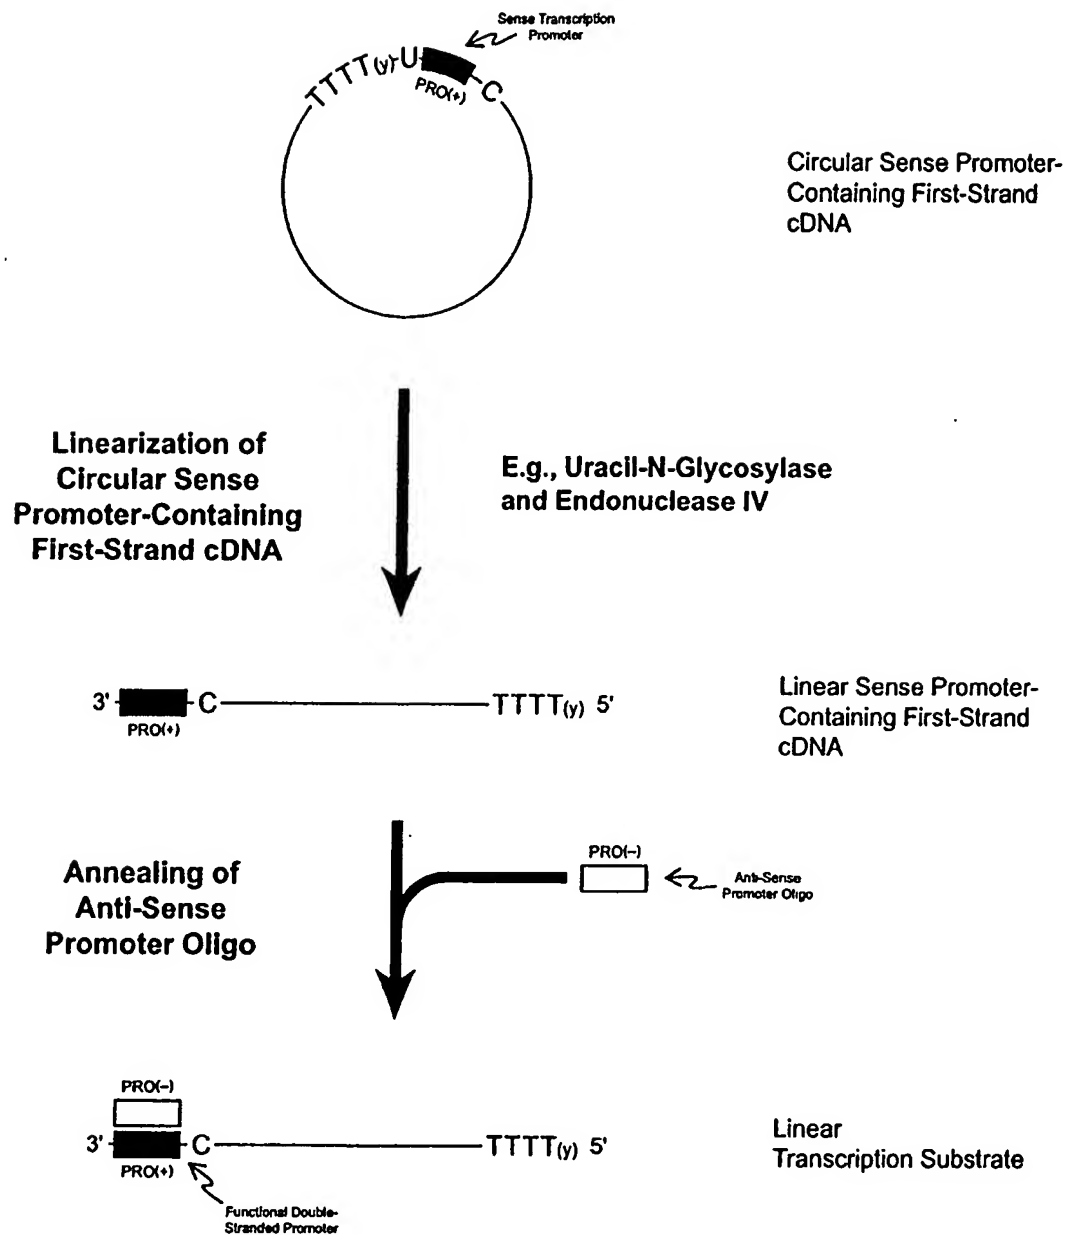 Sense Transcription
Promoter
TTTT(y)-U
C
PRO(+)
Circular Sense Promoter-
Containing First-Strand
cDNA
Linearization of
Circular Sense
Promoter-Containing
First-Strand cDNA
E.g., Uracil-N-Glycosylase
and Endonuclease IV
3' C TTTT(y) 5'
PRO(+)
Linear Sense Promoter-
Containing First-Strand
cDNA
Annealing of
Anti-Sense
Promoter Oligo
PRO(−)
Anti-Sense
Promoter Oligo
PRO(−)
3' C TTTT(y) 5'
PRO(+)
Linear
Transcription Substrate
Functional Double-
Stranded Promoter